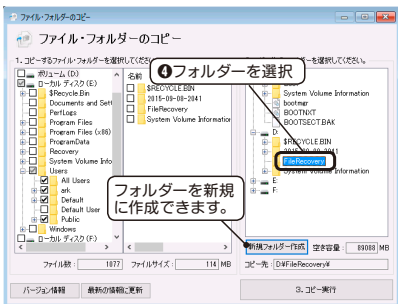 ファイル・フォルダーのコピー
ファイル・フォルダーのコピー
1. コピーするファイル・フォルダーを選択してくださ
ーを選択してください。
❹フォルダーを選択
ボリューム (D)
ローカル ディスク (E)
$Recycle.Bin
Documents and Sett
PerfLogs
Program Files
Program Files (x86)
ProgramData
Recovery
System Volume Info
Users
All Users
ark
Default
Default User
Public
Windows
ローカル ディスク (F)
名前
$RECYCLE.BIN
2015-09-08-2041
FileRecovery
System Volume Informatior
System Volume Information
bootmgr
BOOTNXT
BOOTSECT.BAK
D:
$RECYCLE.BIN
2015-09-08-2041
FileRecovery
System Volume Information
E:
F:
フォルダーを新規
に作成できます。
ファイル数: 1077 ファイルサイズ: 114 MB
新規フォルダー作成 空き容量: 89088 MB
コピー先: D:¥FileRecovery¥
バージョン情報 最新の情報に更新 3. コピー実行